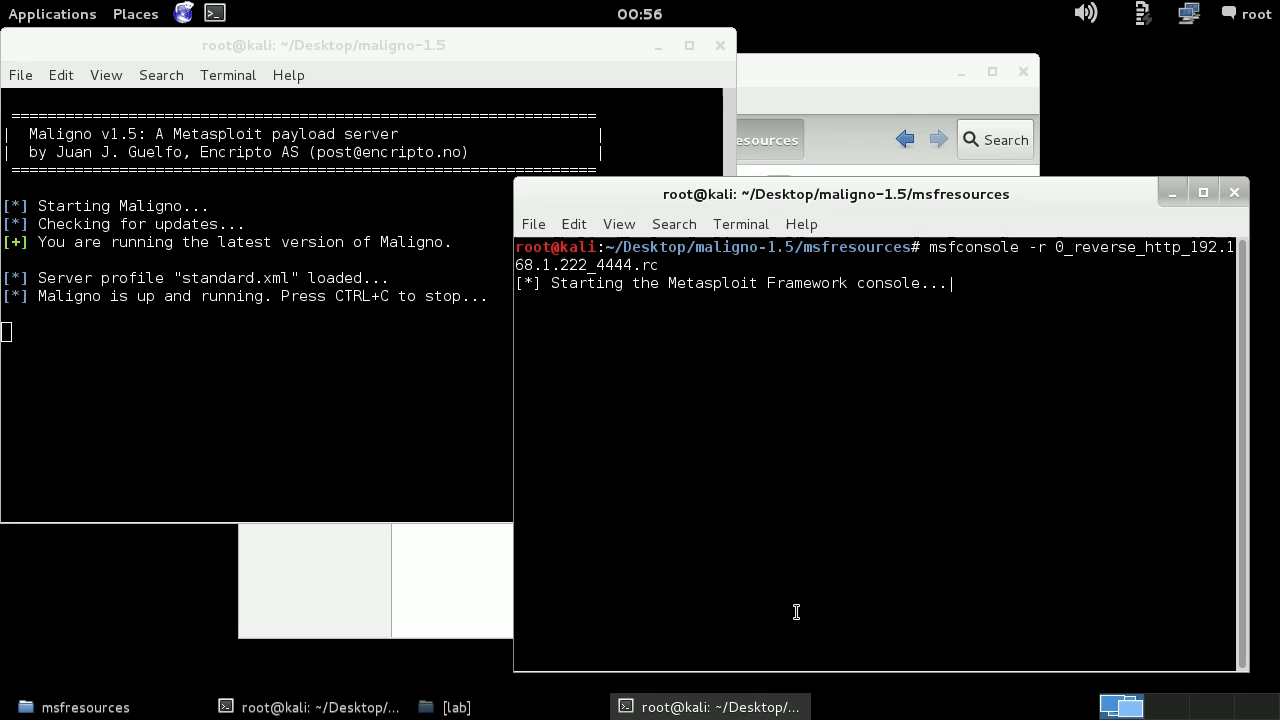 Applications Places 00:56 root
root@kali: ~/Desktop/maligno-1.5
File Edit View Search Terminal Help
============================================================
| Maligno v1.5: A Metasploit payload server |
| by Juan J. Guelfo, Encripto AS (post@encripto.no) |
============================================================
[*] Starting Maligno...
[*] Checking for updates...
[+] You are running the latest version of Maligno.
[*] Server profile "standard.xml" loaded...
[*] Maligno is up and running. Press CTRL+C to stop...
esources Search
root@kali: ~/Desktop/maligno-1.5/msfresources
File Edit View Search Terminal Help
root@kali:~/Desktop/maligno-1.5/msfresources# msfconsole -r 0_reverse_http_192.1
68.1.222_4444.rc
[*] Starting the Metasploit Framework console...|
msfresources root@kali: ~/Desktop/... [lab] root@kali: ~/Desktop/...